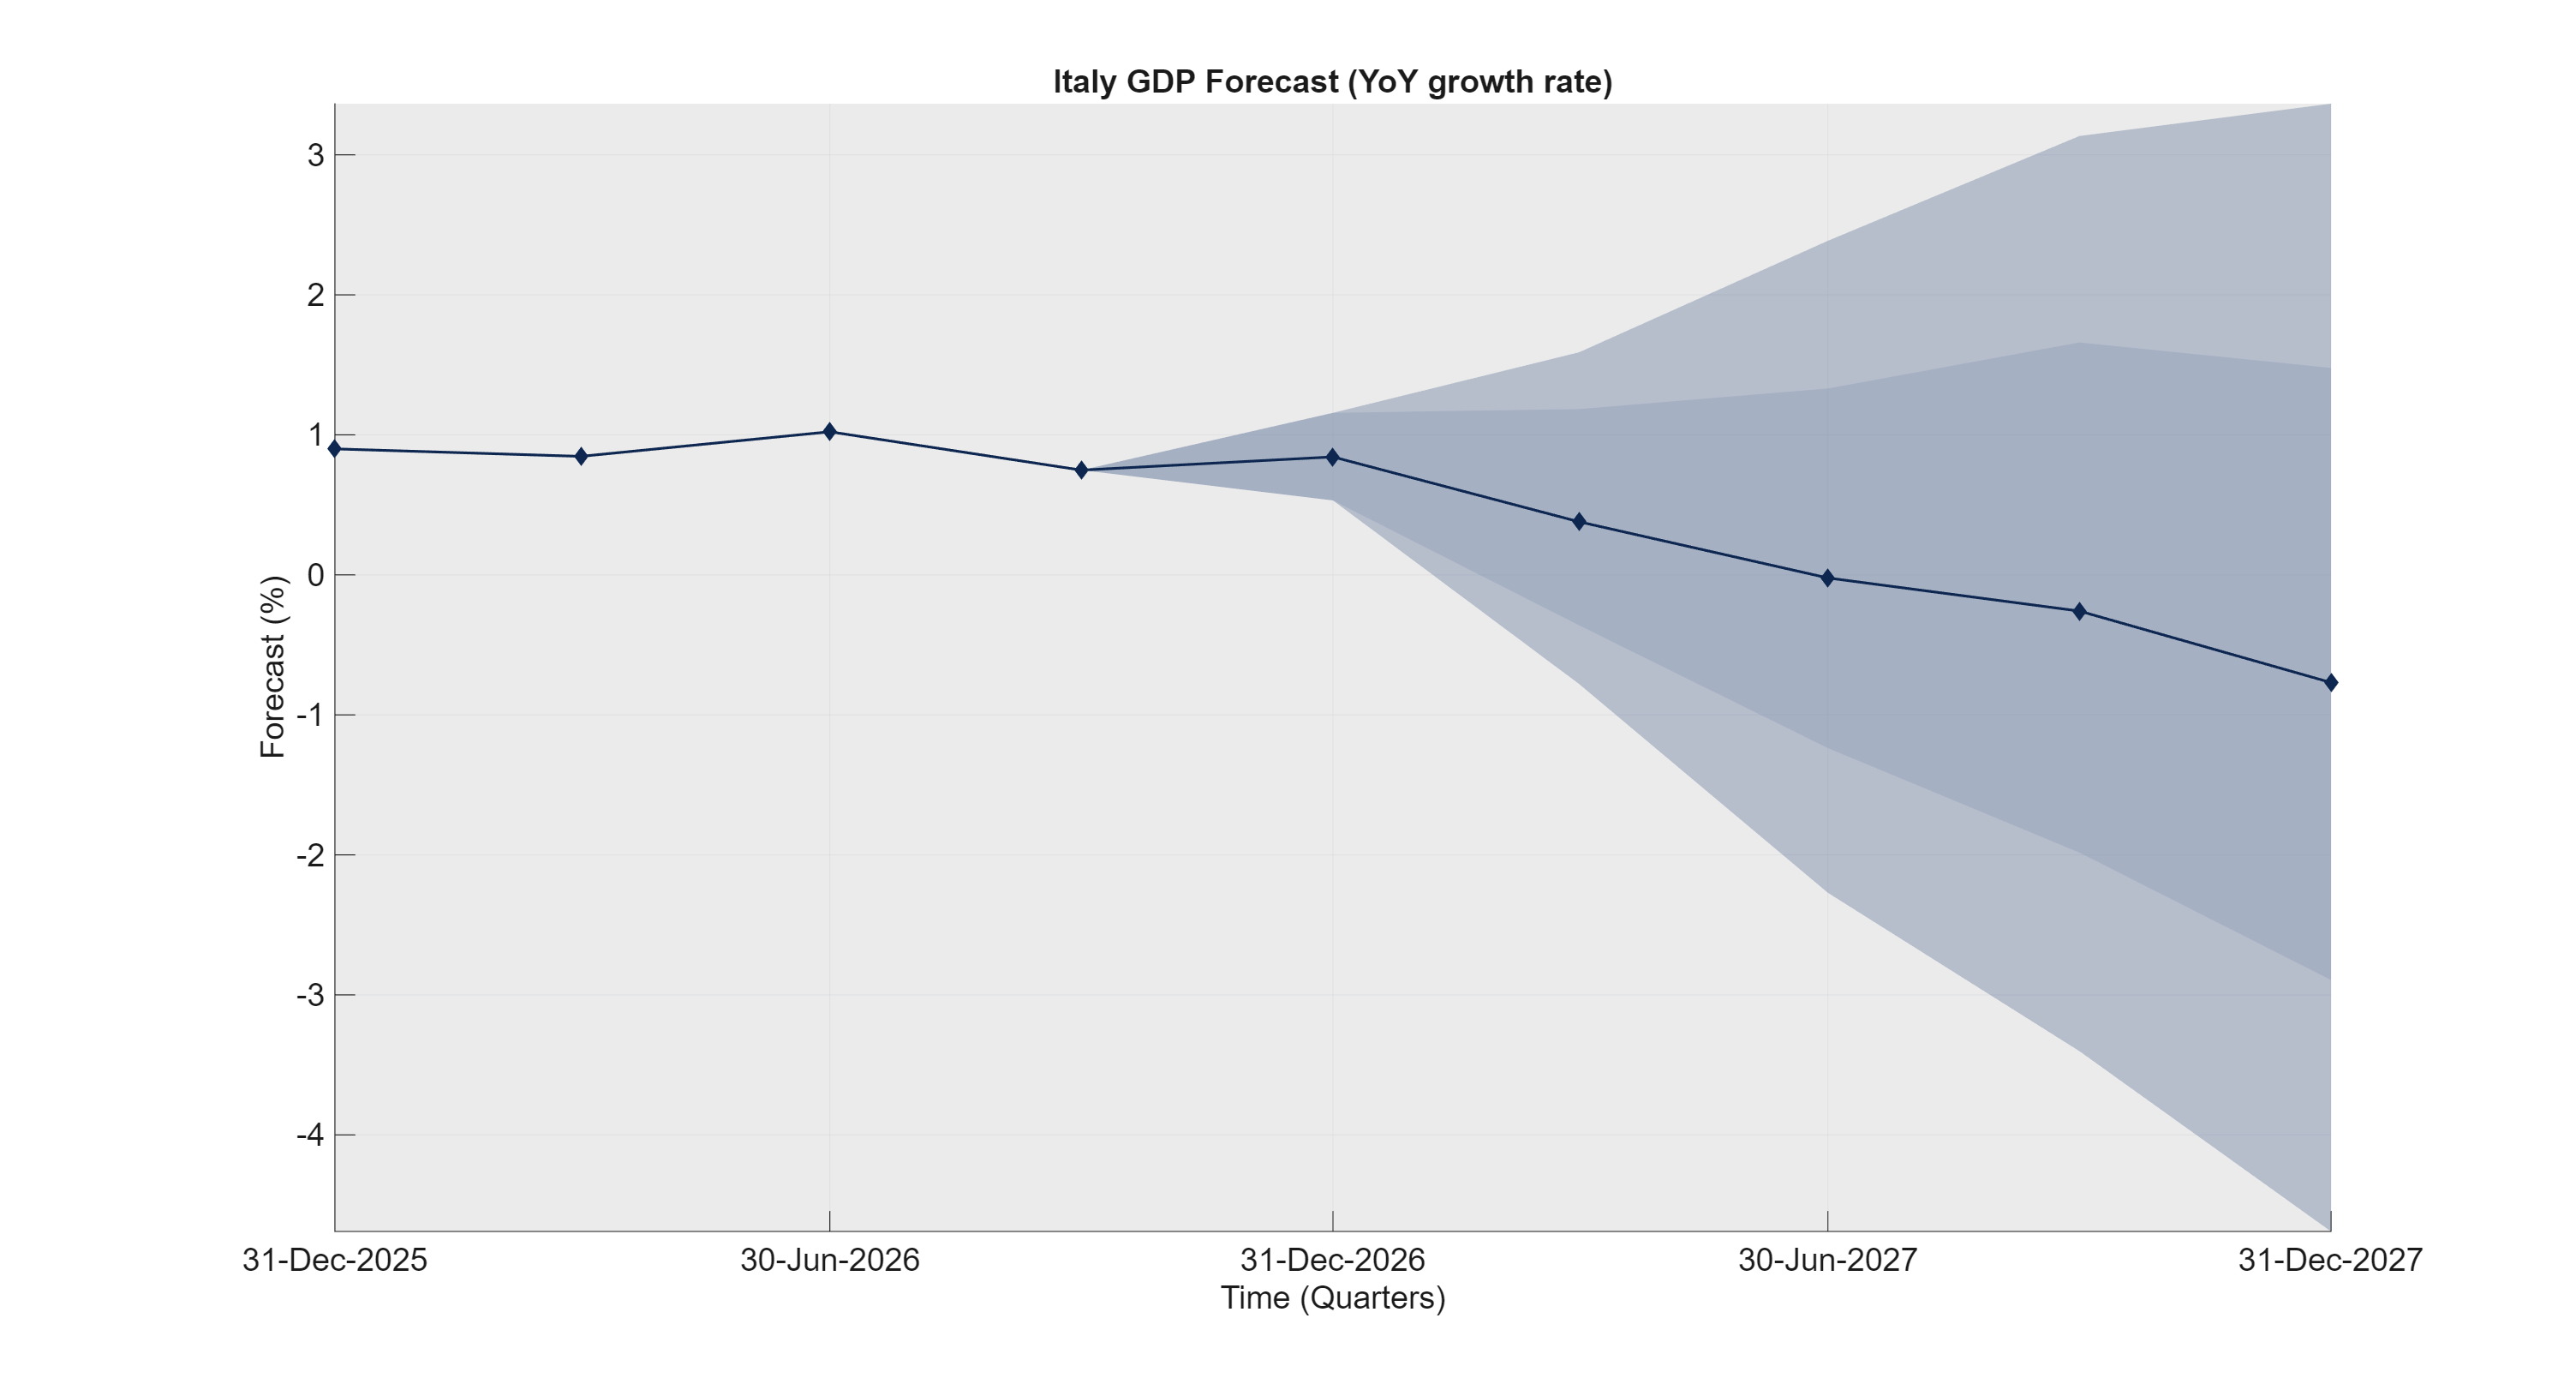 Italy GDP Forecast (YoY growth rate)
3
2
1
0
-1
-2
-3
-4
Forecast (%)
31-Dec-2025 30-Jun-2026 31-Dec-2026 30-Jun-2027 31-Dec-2027
Time (Quarters)